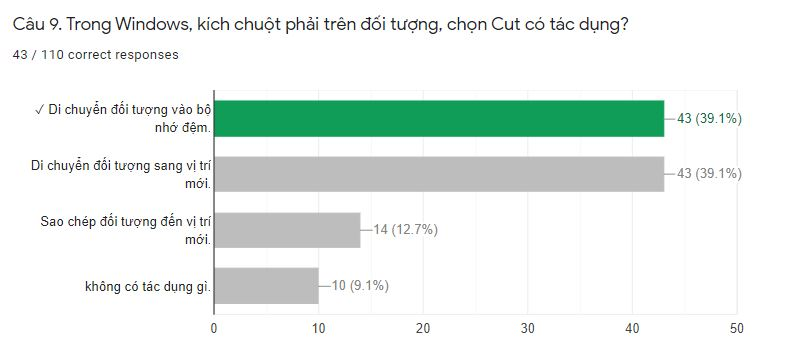 Câu 9. Trong Windows, kích chuột phải trên đối tượng, chọn Cut có tác dụng?
43 / 110 correct responses
✓ Di chuyển đối tượng vào bộ
nhớ đệm.
43 (39.1%)
Di chuyển đối tượng sang vị trí
mới.
43 (39.1%)
Sao chép đối tượng đến vị trí
mới.
14 (12.7%)
không có tác dụng gì.
10 (9.1%)
0 10 20 30 40 50